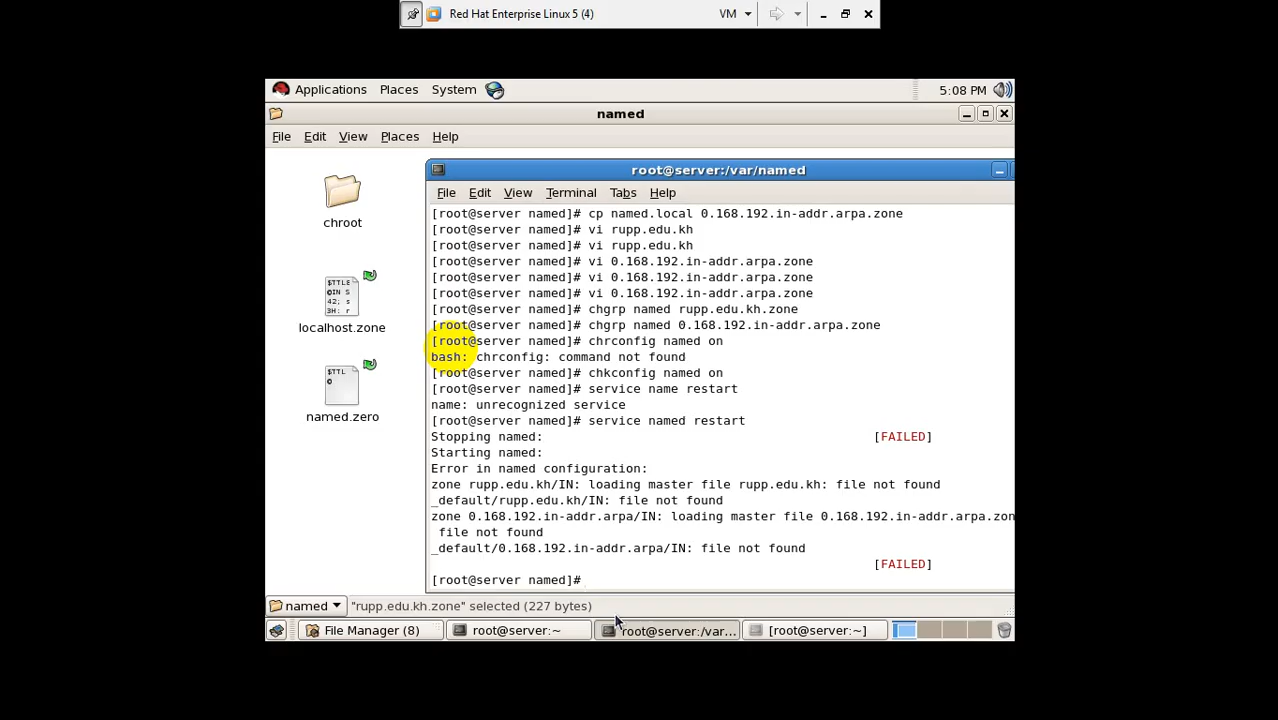 Red Hat Enterprise Linux 5 (4)
VM
Applications Places System
5:08 PM
named
File Edit View Places Help
chroot
$TTL
@IN S
42; s
3H: r
localhost.zone
$TTL
@
named.zero
root@server:/var/named
File Edit View Terminal Tabs Help
[root@server named]# cp named.local 0.168.192.in-addr.arpa.zone
[root@server named]# vi rupp.edu.kh
[root@server named]# vi rupp.edu.kh
[root@server named]# vi 0.168.192.in-addr.arpa.zone
[root@server named]# vi 0.168.192.in-addr.arpa.zone
[root@server named]# vi 0.168.192.in-addr.arpa.zone
[root@server named]# chgrp named rupp.edu.kh.zone
[root@server named]# chgrp named 0.168.192.in-addr.arpa.zone
[root@server named]# chrconfig named on
bash: chrconfig: command not found
[root@server named]# chkconfig named on
[root@server named]# service name restart
name: unrecognized service
[root@server named]# service named restart
Stopping named: [FAILED]
Starting named:
Error in named configuration:
zone rupp.edu.kh/IN: loading master file rupp.edu.kh: file not found
_default/rupp.edu.kh/IN: file not found
zone 0.168.192.in-addr.arpa/IN: loading master file 0.168.192.in-addr.arpa.zon
file not found
_default/0.168.192.in-addr.arpa/IN: file not found
[FAILED]
[root@server named]#
named "rupp.edu.kh.zone" selected (227 bytes)
File Manager (8) root@server:~ root@server:/var... [root@server:~]